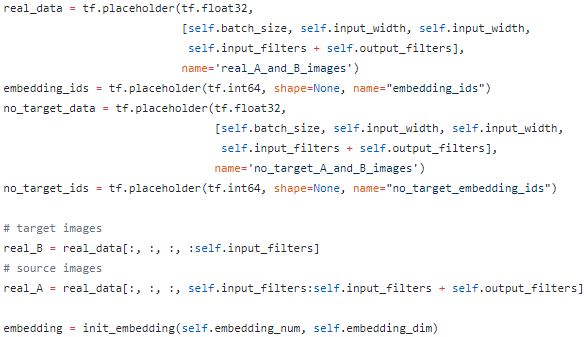 real_data = tf.placeholder(tf.float32,
[self.batch_size, self.input_width, self.input_width,
self.input_filters + self.output_filters],
name='real_A_and_B_images')
embedding_ids = tf.placeholder(tf.int64, shape=None, name="embedding_ids")
no_target_data = tf.placeholder(tf.float32,
[self.batch_size, self.input_width, self.input_width,
self.input_filters + self.output_filters],
name='no_target_A_and_B_images')
no_target_ids = tf.placeholder(tf.int64, shape=None, name="no_target_embedding_ids")
# target images
real_B = real_data[:, :, :, :self.input_filters]
# source images
real_A = real_data[:, :, :, self.input_filters:self.input_filters + self.output_filters]
embedding = init_embedding(self.embedding_num, self.embedding_dim)